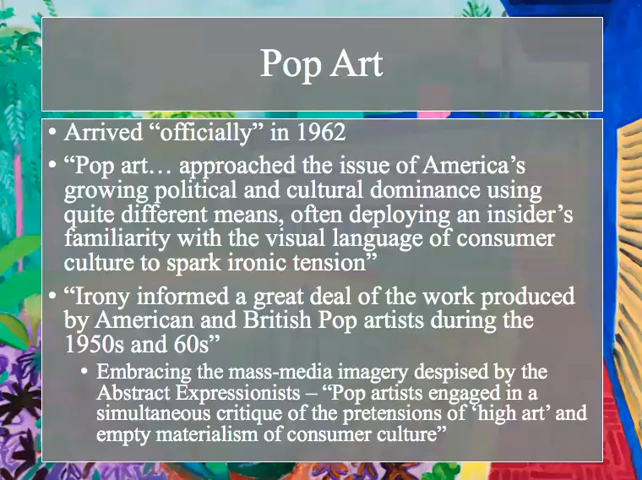 Pop Art
• Arrived “officially” in 1962
• “Pop art… approached the issue of America’s
growing political and cultural dominance using
quite different means, often deploying an insider’s
familiarity with the visual language of consumer
culture to spark ironic tension”
• “Irony informed a great deal of the work produced
by American and British Pop artists during the
1950s and 60s”
• Embracing the mass-media imagery despised by the
Abstract Expressionists – “Pop artists engaged in a
simultaneous critique of the pretensions of ‘high art’ and
empty materialism of consumer culture”